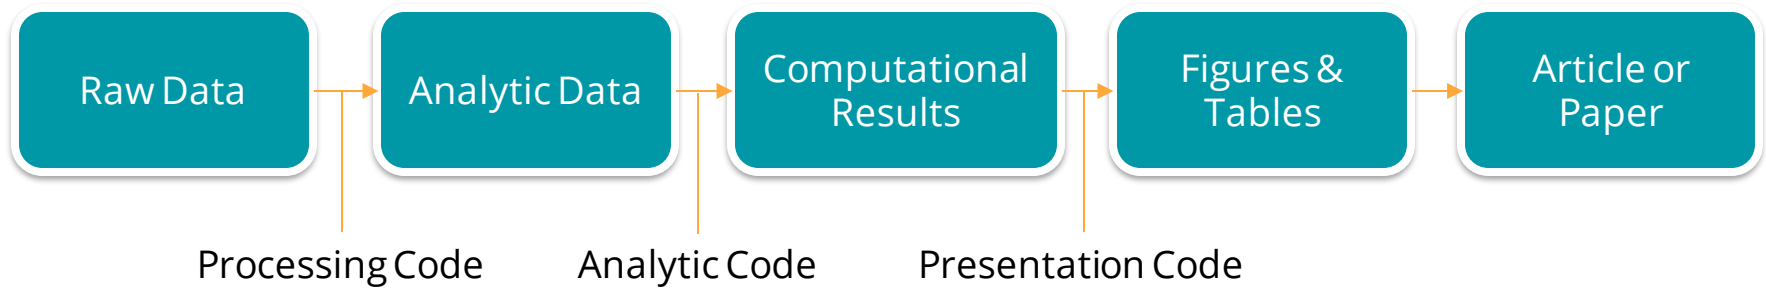 Raw Data
Analytic Data
Computational
Results
Figures &
Tables
Article or
Paper
Processing Code
Analytic Code
Presentation Code